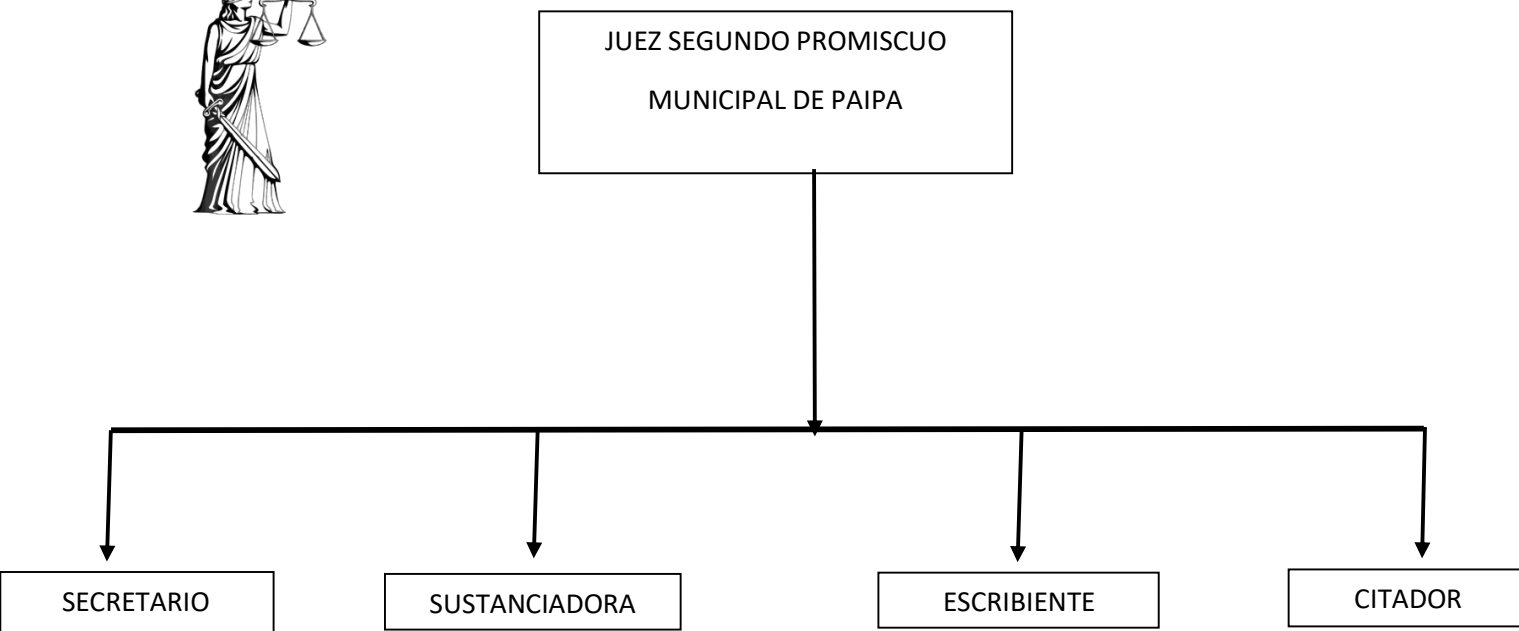 JUEZ SEGUNDO PROMISCUO
MUNICIPAL DE PAIPA
SECRETARIO
SUSTANCIADORA
ESCRIBIENTE
CITADOR